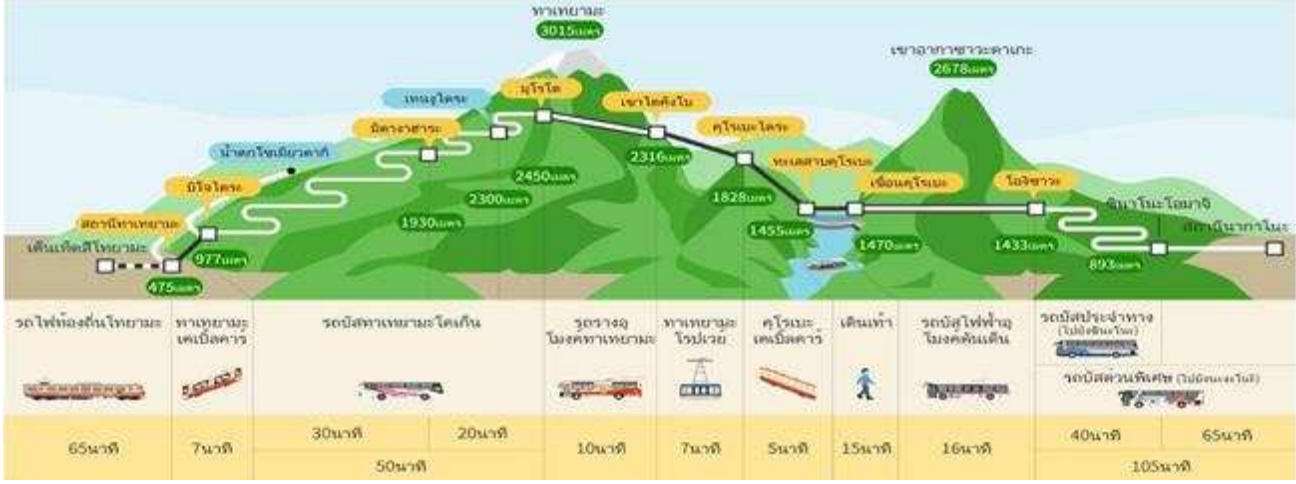 ทาเทยามะ
3015เมตร
เขาอากาซาวะดาเกะ
2678เมตร
เทนงูไดระ
มุโรโด
เขาไดคังโบ
คุโรเบะไดระ
มิดางาฮาระ
น้ำตกโชเมียวดากิ
บิโจไดระ
ทะเลสาบคุโรเบะ
เขื่อนคุโรเบะ
โอกิซาวะ
ชินาโนะโอมาจิ
สถานีทาเทยามะ
สถานีนากาโนะ
เด็นเท็ตสึโทยามะ
2316เมตร
2450เมตร
2300เมตร
1828เมตร
1930เมตร
1455เมตร
1470เมตร
1433เมตร
977เมตร
893เมตร
475เมตร
รถไฟท้องถิ่นโทยามะ
ทาเทยามะ
เคเบิ้ลคาร์
รถบัสทาเทยามะโคเก็น
รถรางอุ
โมงค์ทาเทยามะ
ทาเทยามะ
โรปเวย์
คุโรเบะ
เคเบิ้ลคาร์
เดินเท้า
รถบัสไฟฟ้าอุ
โมงค์คันเด็น
รถบัสประจำทาง
รถบัสด่วนพิเศษ
65นาที
7นาที
30นาที
20นาที
50นาที
10นาที
7นาที
5นาที
15นาที
16นาที
40นาที
65นาที
105นาที